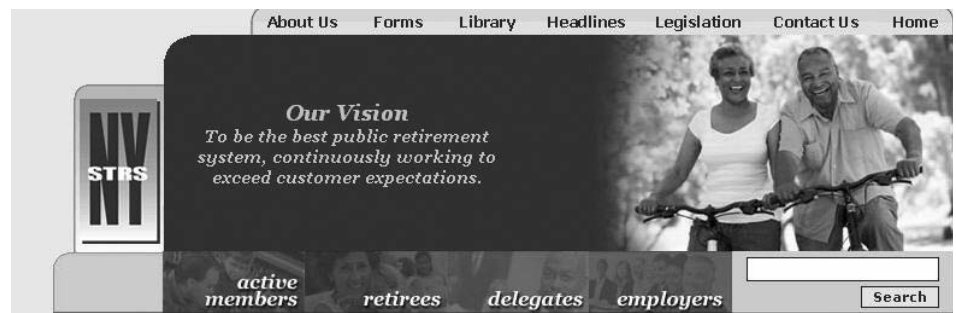 About Us Forms Library Headlines Legislation Contact Us Home
Our Vision
To be the best public retirement
system, continuously working to
exceed customer expectations.
NY
STRS
active
members
retirees delegates employers
Search